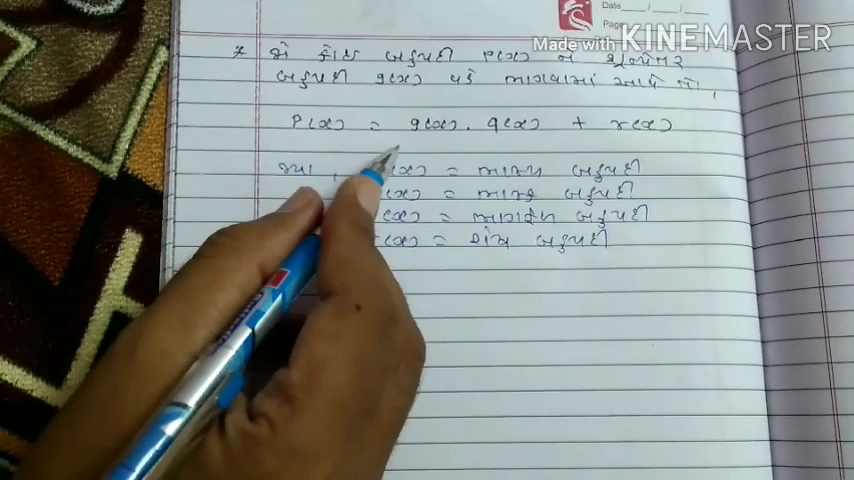 Date
Page
Made with KINEMASTER
* જો કોઇ બહુપદી P(x) ને શૂન્યેતર
બહુપદી g(x) વડે ભાગવામાં આવે તો,
P(x) = g(x). q(x) + r(x)
જ્યાં, (x) = ભાજ્ય બહુપદી
(x) = ભાજક બહુપદી
(x) = ભાગફળ બહુપદી
(x) = શેષ બહુપદી